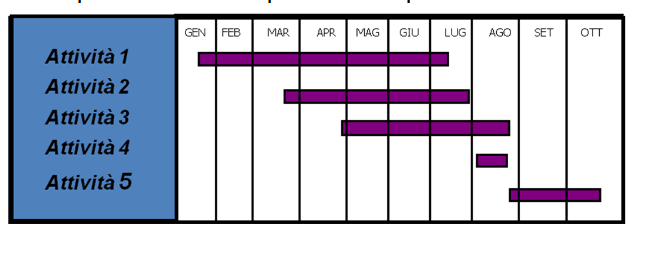 GEN FEB MAR APR MAG GIU LUG AGO SET OTT
Attività 1
Attività 2
Attività 3
Attività 4
Attività 5